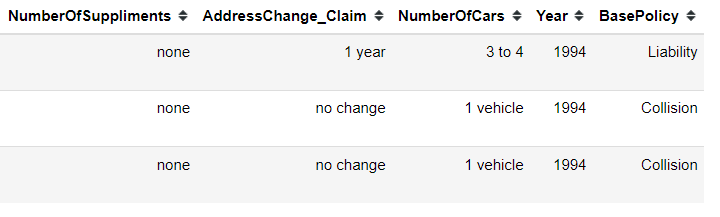 NumberOfSuppliments AddressChange_Claim NumberOfCars Year BasePolicy
none 1 year 3 to 4 1994 Liability
none no change 1 vehicle 1994 Collision
none no change 1 vehicle 1994 Collision